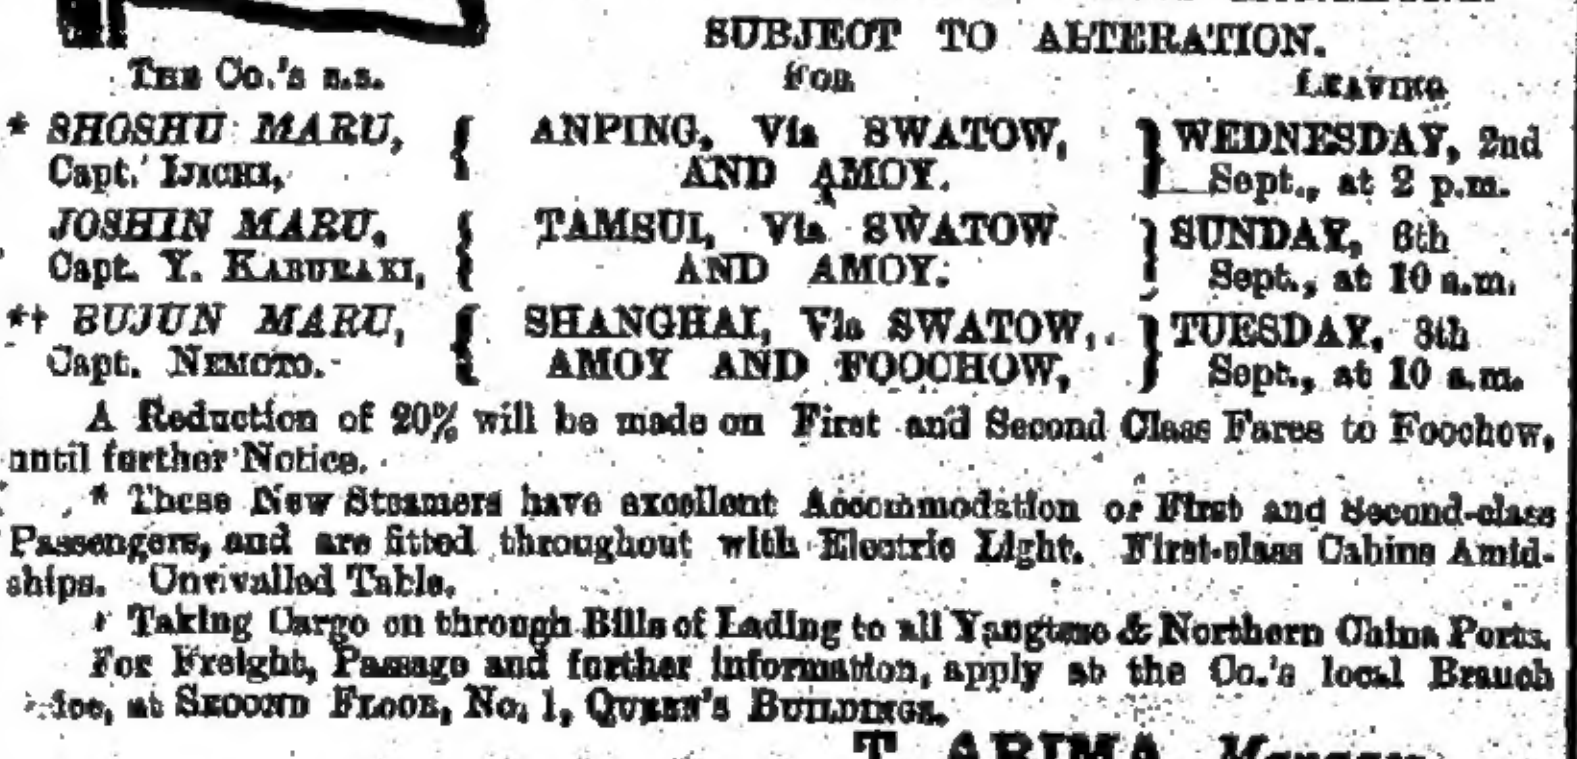 SUBJECT TO ALTERATION.
THE Co.'s s.s. FOR LEAVING
* SHOSHU MARU, { ANPING, Via SWATOW, } WEDNESDAY, 2nd
Capt. IJICHI, AND AMOY. Sept., at 2 p.m.
JOSHIN MARU, { TAMSUI, Via SWATOW } SUNDAY, 6th
Capt. Y. KABURAKI, AND AMOY. Sept., at 10 a.m.
*† BUJUN MARU, { SHANGHAI, Via SWATOW, } TUESDAY, 8th
Capt. NEMOTO. AMOY AND FOOCHOW, Sept., at 10 a.m.
A Reduction of 20% will be made on First and Second Class Fares to Foochow,
until further Notice.
* These New Steamers have excellent Accommodation of First and Second-class
Passengers, and are fitted throughout with Electric Light. First-class Cabins Amid-
ships. Unrivalled Table.
† Taking Cargo on through Bills of Lading to all Yangtsze & Northern China Ports.
For Freight, Passage and further information, apply at the Co.'s local Branch
at SECOND FLOOR, No. 1, QUEEN'S BUILDINGS.
T. ARIMA, Manager